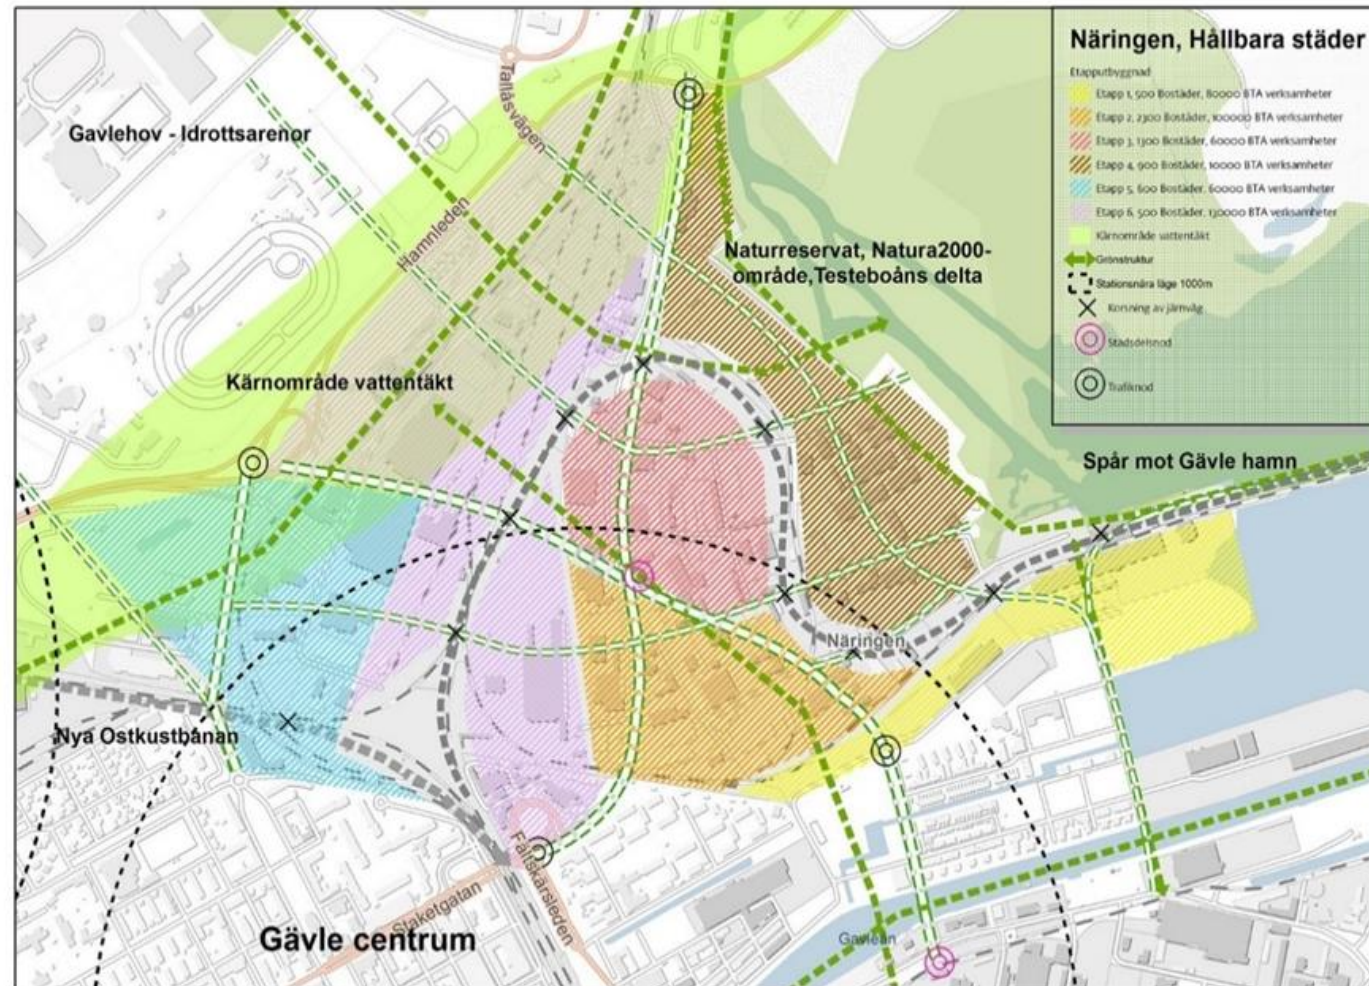 Näringen, Hållbara städer
Etapputbyggnad
Etapp 1, 500 Bostäder, 80000 BTA verksamheter
Etapp 2, 2300 Bostäder, 100000 BTA verksamheter
Etapp 3, 1300 Bostäder, 60000 BTA verksamheter
Etapp 4, 900 Bostäder, 10000 BTA verksamheter
Etapp 5, 600 Bostäder, 60000 BTA verksamheter
Etapp 6, 500 Bostäder, 130000 BTA verksamheter
Kärnområde vattentäkt
Grönstruktur
Stationsnära läge 1000m
Korsning av järnväg
Stadsdelsnod
Trafiknod
Tallåsvägen
Gavlehov - Idrottsarenor
Hamnleden
Naturreservat, Natura2000-
område,Testeboåns delta
Kärnområde vattentäkt
Spår mot Gävle hamn
Näringen
Nya Ostkustbanan
Fältskärsleden
Staketgatan
Gävle centrum
Gavleån